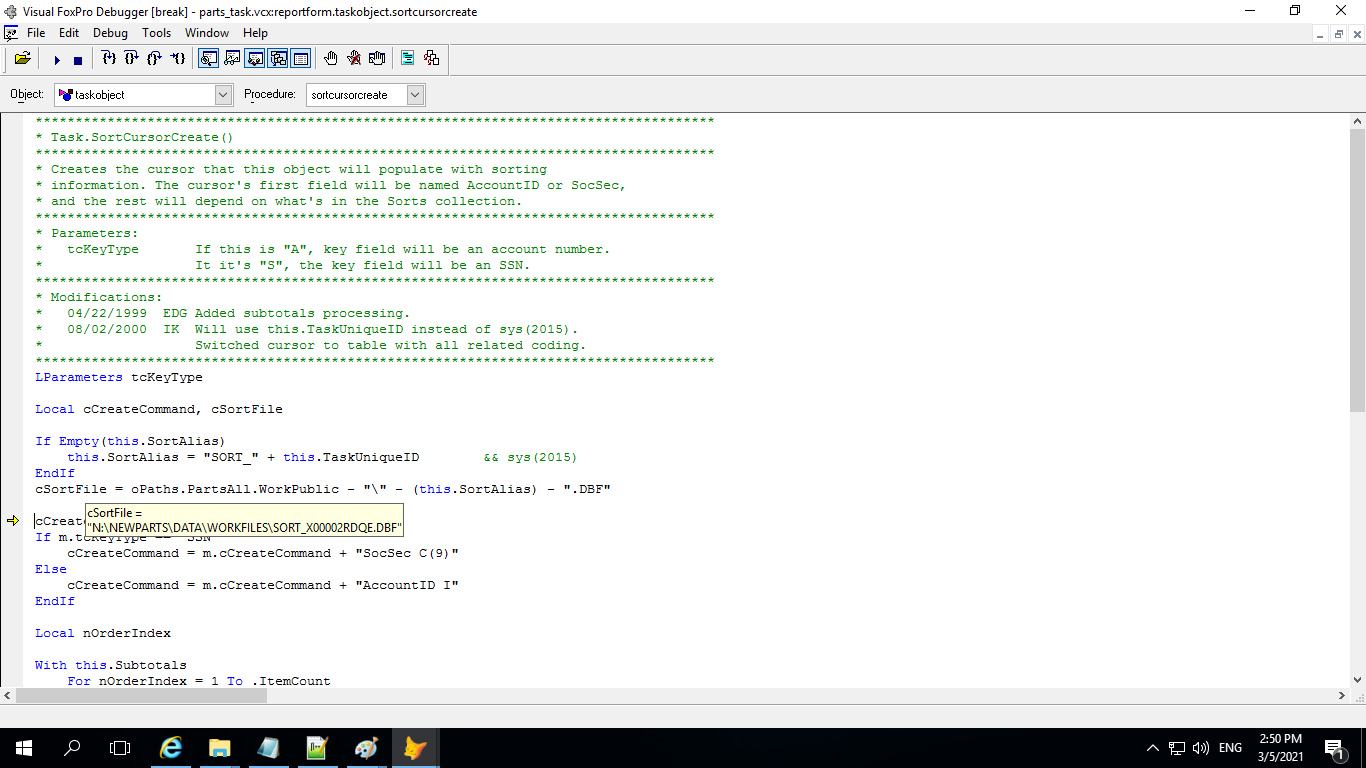 Visual FoxPro Debugger [break] - parts_task.vcx:reportform.taskobject.sortcursorcreate
File Edit Debug Tools Window Help
Object: taskobject Procedure: sortcursorcreate
*************************************************************************************
* Task.SortCursorCreate()
*************************************************************************************
* Creates the cursor that this object will populate with sorting
* information. The cursor's first field will be named AccountID or SocSec,
* and the rest will depend on what's in the Sorts collection.
*************************************************************************************
* Parameters:
*   tcKeyType       If this is "A", key field will be an account number.
*                   It it's "S", the key field will be an SSN.
*************************************************************************************
* Modifications:
*   04/22/1999  EDG Added subtotals processing.
*   08/02/2000  IK  Will use this.TaskUniqueID instead of sys(2015).
*                   Switched cursor to table with all related coding.
*************************************************************************************
LParameters tcKeyType
Local cCreateCommand, cSortFile
If Empty(this.SortAlias)
    this.SortAlias = "SORT_" + this.TaskUniqueID        && sys(2015)
EndIf
cSortFile = oPaths.PartsAll.WorkPublic - "\" - (this.SortAlias) - ".DBF"
cSortFile =
"N:\NEWPARTS\DATA\WORKFILES\SORT_X00002RDQE.DBF"
If m.tcKeyType == "SSN"
    cCreateCommand = m.cCreateCommand + "SocSec C(9)"
Else
    cCreateCommand = m.cCreateCommand + "AccountID I"
EndIf
Local nOrderIndex
With this.Subtotals
    For nOrderIndex = 1 To .ItemCount
ENG
2:50 PM
3/5/2021
1